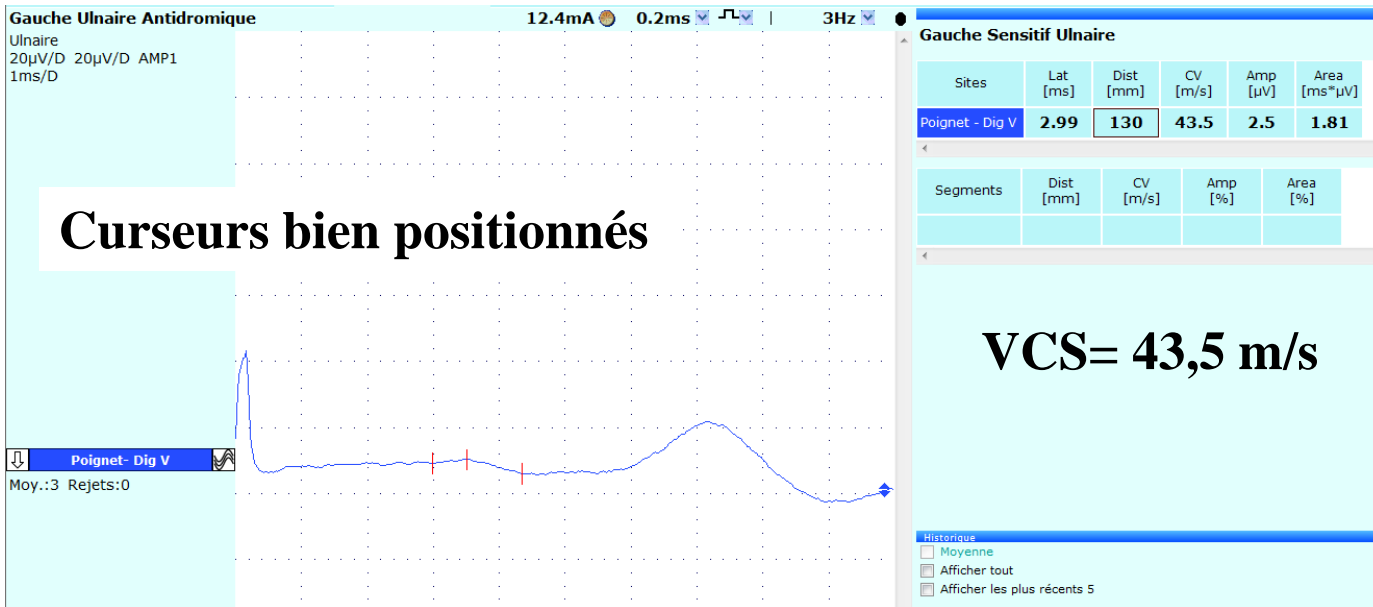 Gauche Ulnaire Antidromique 12.4mA 0.2ms | 3Hz
Ulnaire
20µV/D 20µV/D AMP1
1ms/D
Curseurs bien positionnés
Poignet- Dig V
Moy.:3 Rejets:0
Gauche Sensitif Ulnaire
Sites Lat [ms] Dist [mm] CV [m/s] Amp [µV] Area [ms*µV]
Poignet - Dig V 2.99 130 43.5 2.5 1.81
Segments Dist [mm] CV [m/s] Amp [%] Area [%]
VCS= 43,5 m/s
Historique
Moyenne
Afficher tout
Afficher les plus récents 5